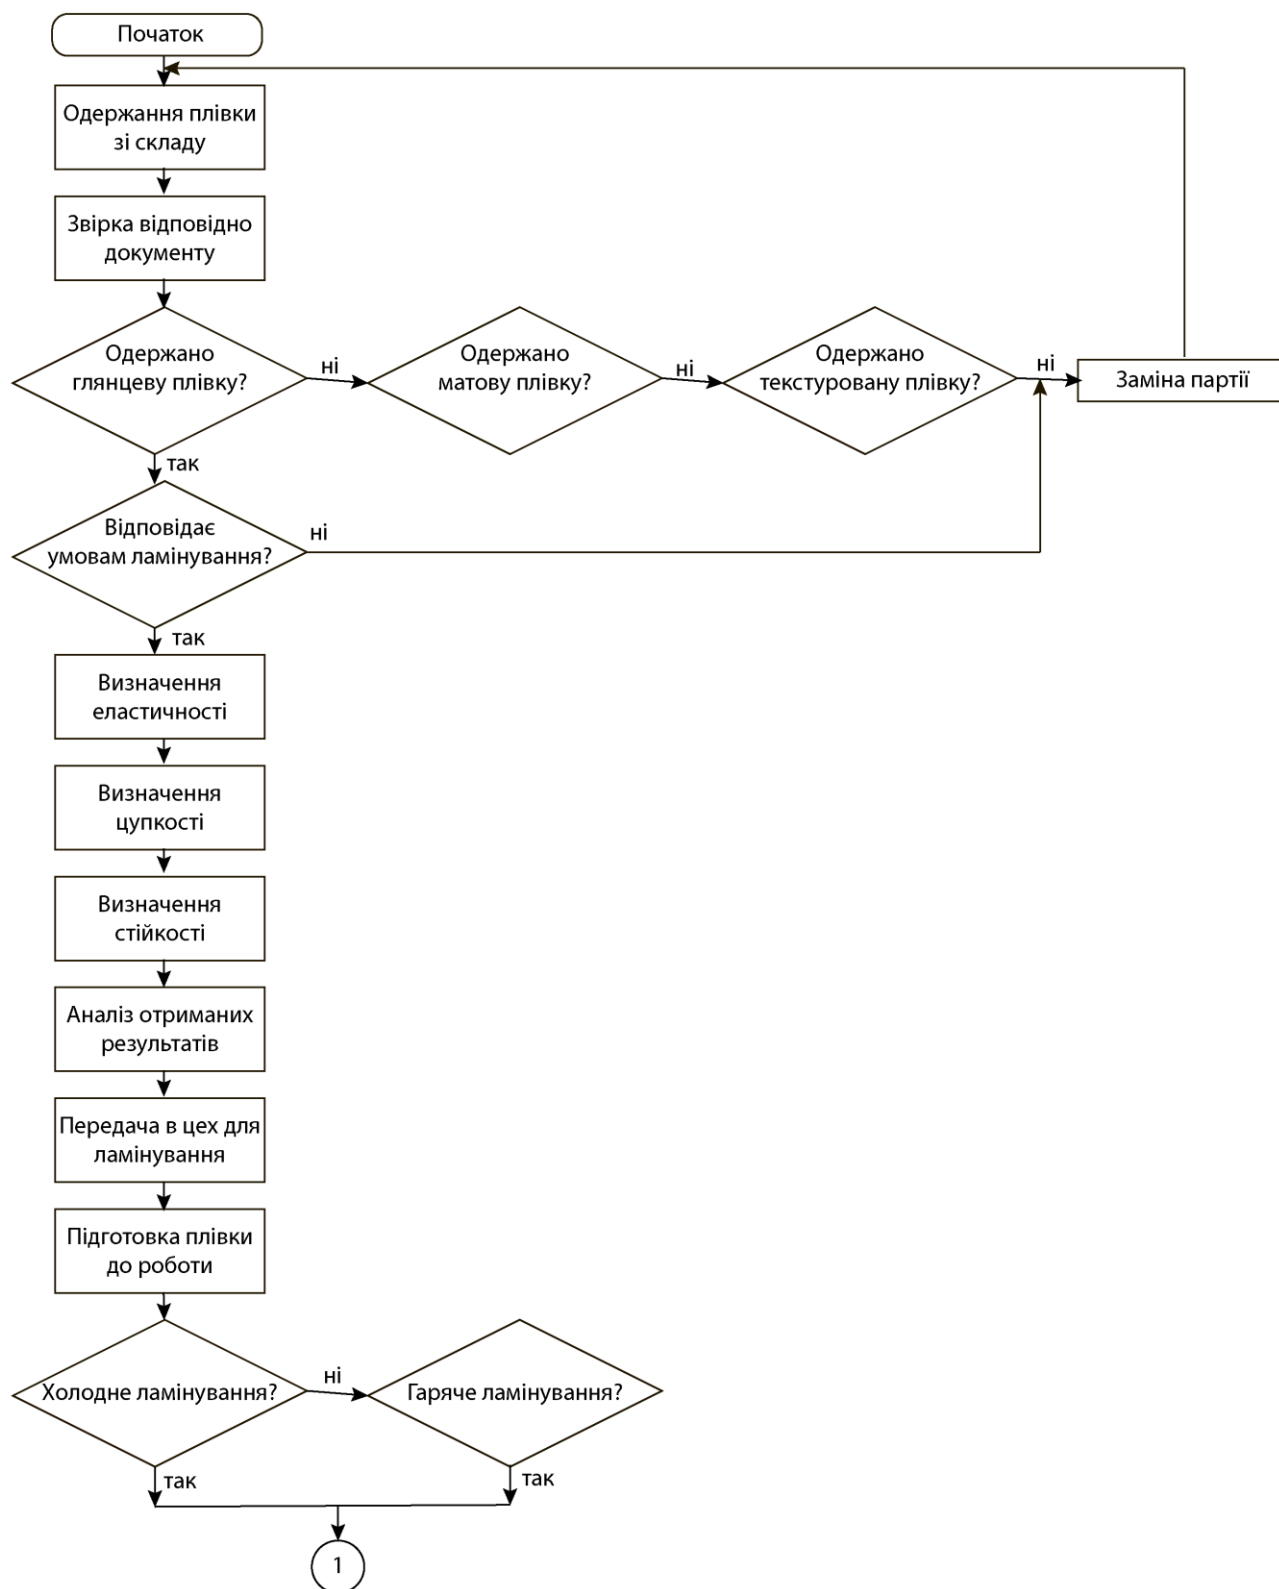 Початок
Одержання плівки
зі складу
Звірка відповідно
документу
Одержано
глянцеву плівку?
ні
Одержано
матову плівку?
ні
Одержано
текстуровану плівку?
ні
Заміна партії
так
Відповідає
умовам ламінування?
ні
так
Визначення
еластичності
Визначення
цупкості
Визначення
стійкості
Аналіз отриманих
результатів
Передача в цех для
ламінування
Підготовка плівки
до роботи
Холодне ламінування?
ні
Гаряче ламінування?
так
так
1